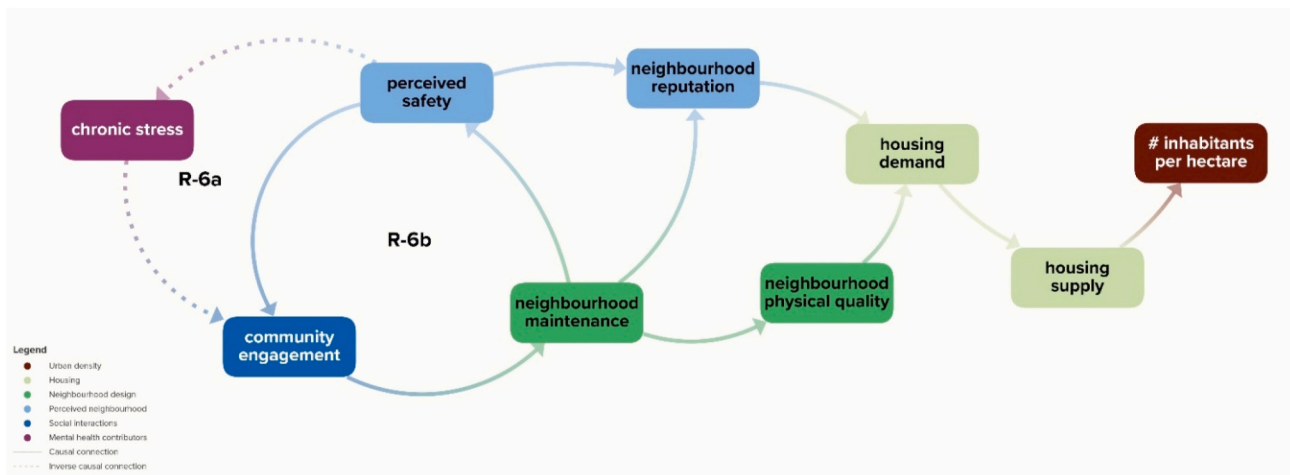 perceived
safety
neighbourhood
reputation
chronic stress
housing
demand
# inhabitants
per hectare
R-6a
R-6b
neighbourhood
physical quality
housing
supply
neighbourhood
maintenance
community
engagement
Legend
Urban density
Housing
Neighbourhood design
Perceived neighbourhood
Social interactions
Mental health contributors
Causal connection
Inverse causal connection